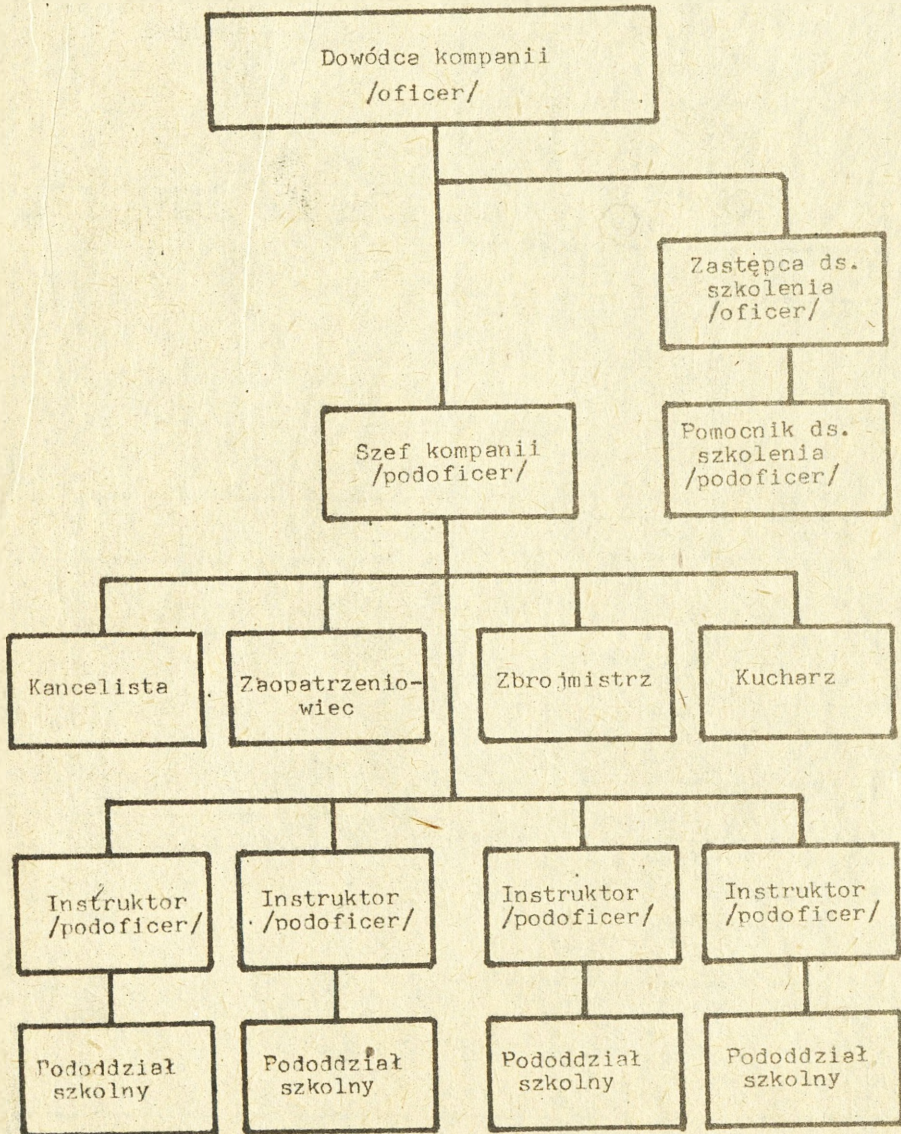 Dowódca kompanii
/oficer/
Zastępca ds.
szkolenia
/oficer/
Szef kompanii
/podoficer/
Pomocnik ds.
szkolenia
/podoficer/
Kancelista
Zaopatrzenio-
wiec
Zbrojmistrz
Kucharz
Instruktor
/podoficer/
Instruktor
/podoficer/
Instruktor
/podoficer/
Instruktor
/podoficer/
Pododdział
szkolny
Pododdział
szkolny
Pododdział
szkolny
Pododdział
szkolny